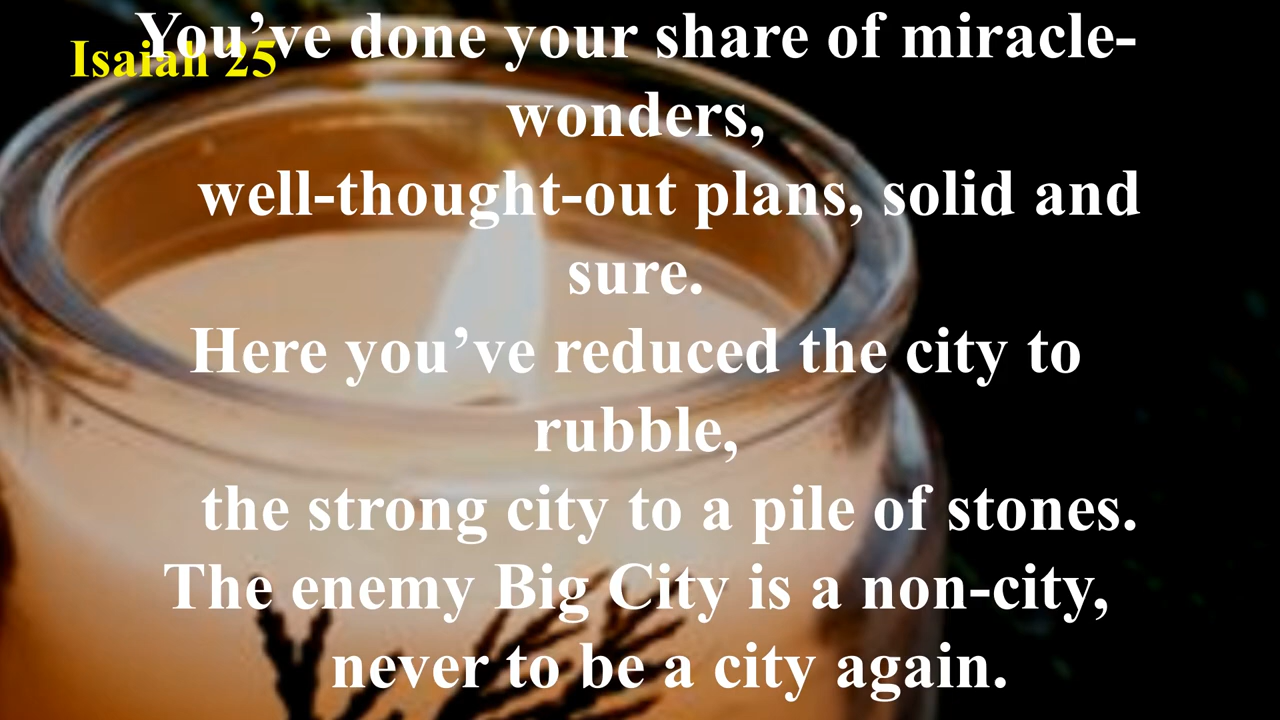 Isaiah 25
You’ve done your share of miracle-
wonders,
well-thought-out plans, solid and
sure.
Here you’ve reduced the city to
rubble,
the strong city to a pile of stones.
The enemy Big City is a non-city,
never to be a city again.